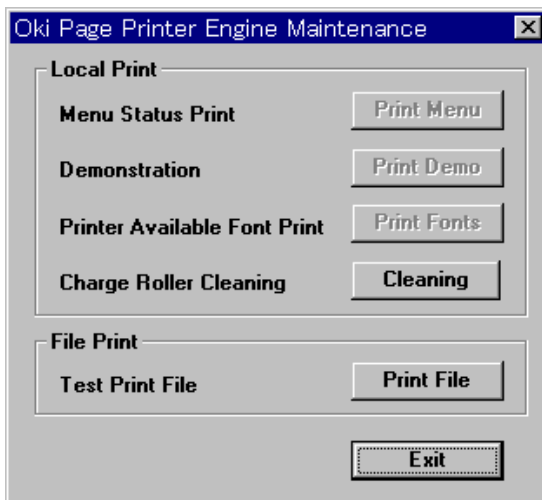 Oki Page Printer Engine Maintenance
Local Print
Menu Status Print Print Menu
Demonstration Print Demo
Printer Available Font Print Print Fonts
Charge Roller Cleaning Cleaning
File Print
Test Print File Print File
Exit